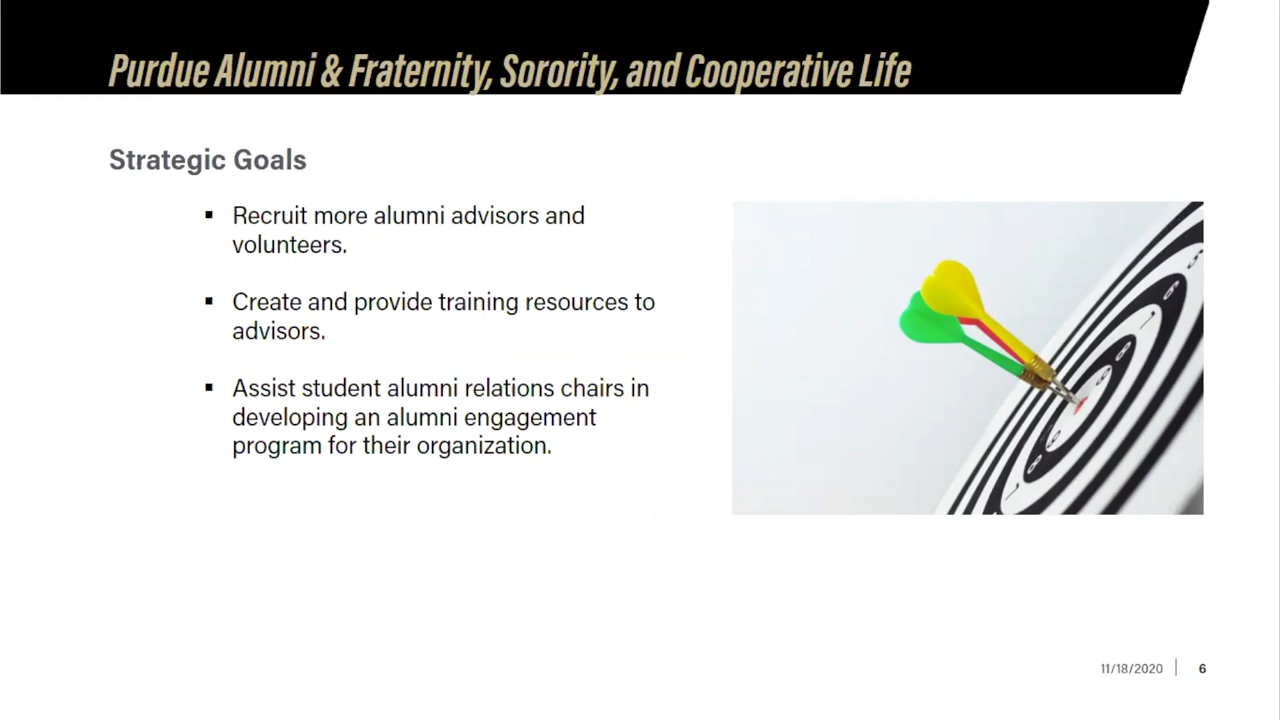 Purdue Alumni & Fraternity, Sorority, and Cooperative Life
Strategic Goals
▪ Recruit more alumni advisors and
volunteers.
▪ Create and provide training resources to
advisors.
▪ Assist student alumni relations chairs in
developing an alumni engagement
program for their organization.
11/18/2020 | 6